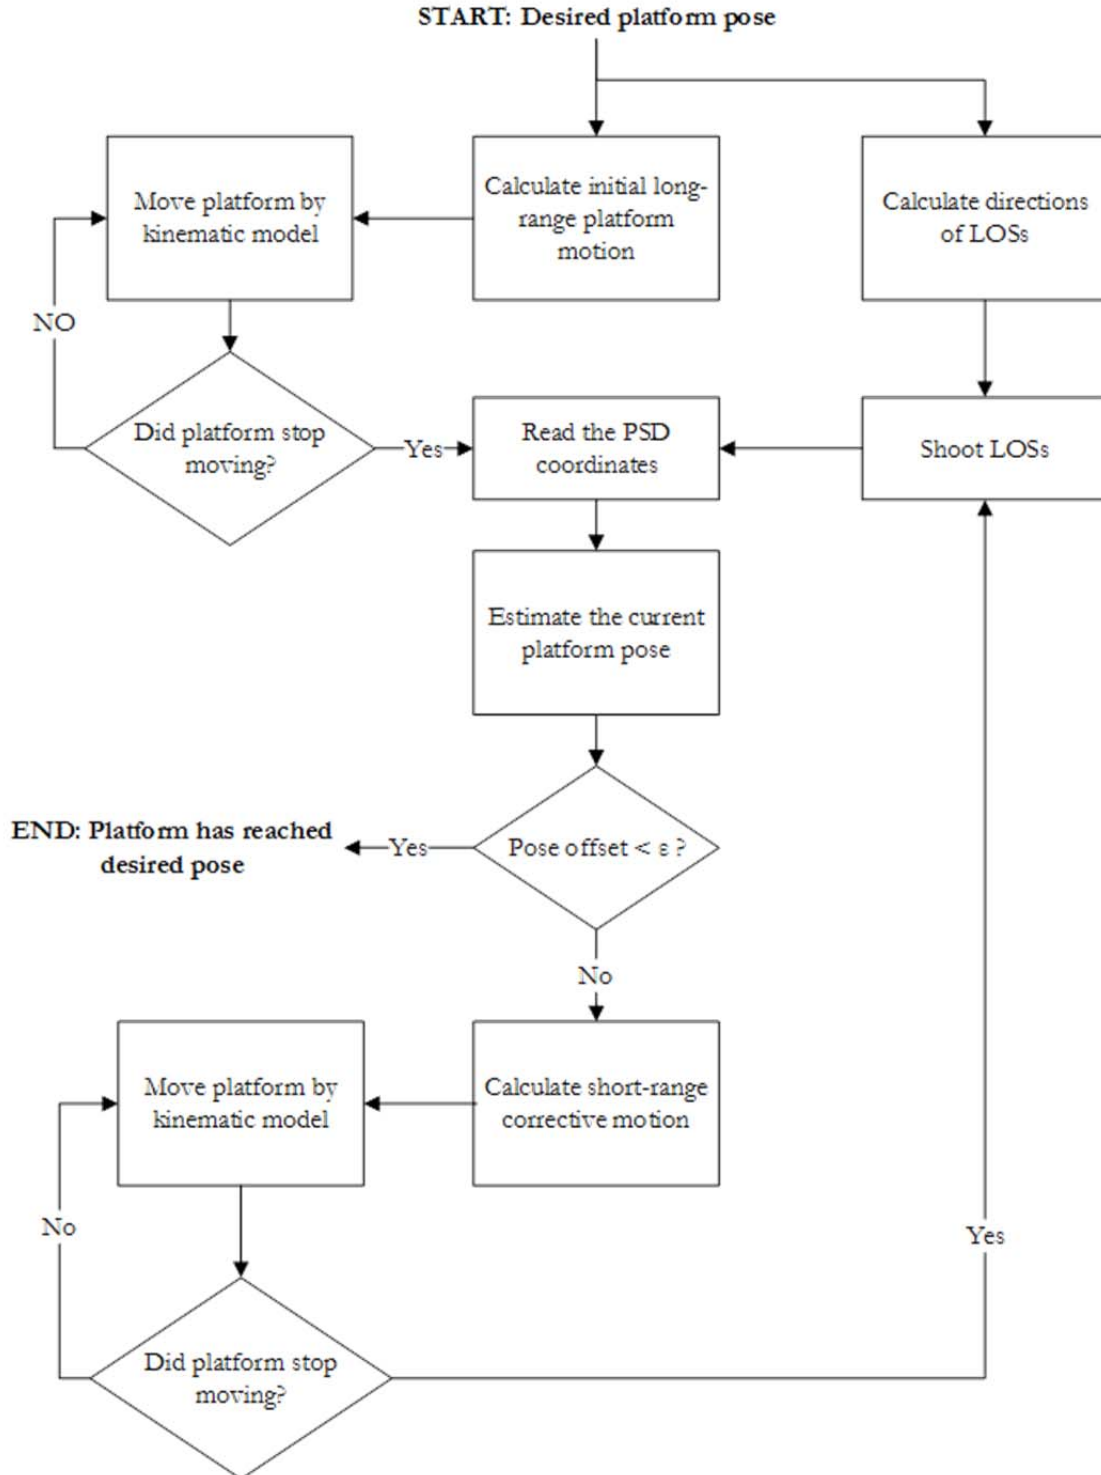 START: Desired platform pose
Move platform by
kinematic model
Calculate initial long-
range platform
motion
Calculate directions
of LOSs
NO
Did platform stop
moving?
Yes
Read the PSD
coordinates
Shoot LOSs
Estimate the current
platform pose
END: Platform has reached
desired pose
Yes
Pose offset < ε ?
No
Move platform by
kinematic model
Calculate short-range
corrective motion
No
Yes
Did platform stop
moving?